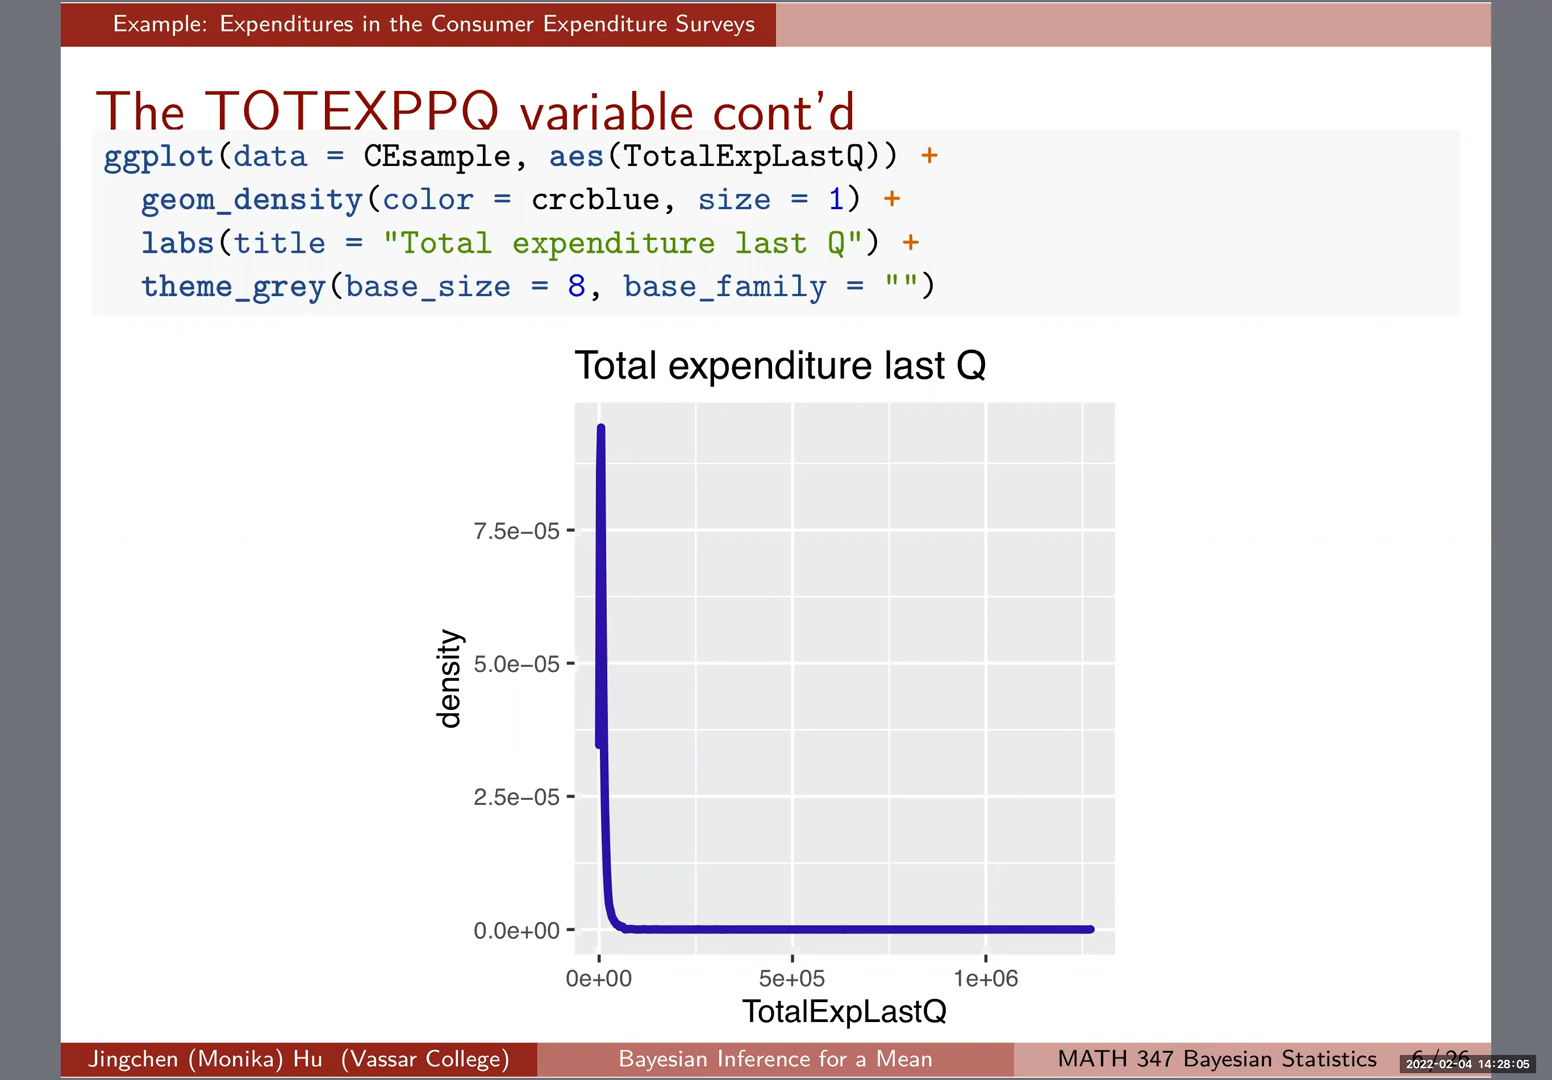 Example: Expenditures in the Consumer Expenditure Surveys
The TOTEXPPQ variable cont'd
ggplot(data = CEsample, aes(TotalExpLastQ)) +
geom_density(color = crcblue, size = 1) +
labs(title = "Total expenditure last Q") +
theme_grey(base_size = 8, base_family = "")
Total expenditure last Q
7.5e−05
5.0e−05
2.5e−05
0.0e+00
density
0e+00 5e+05 1e+06
TotalExpLastQ
Jingchen (Monika) Hu (Vassar College) Bayesian Inference for a Mean MATH 347 Bayesian Statistics 6 / 26
2022-02-04 14:28:05